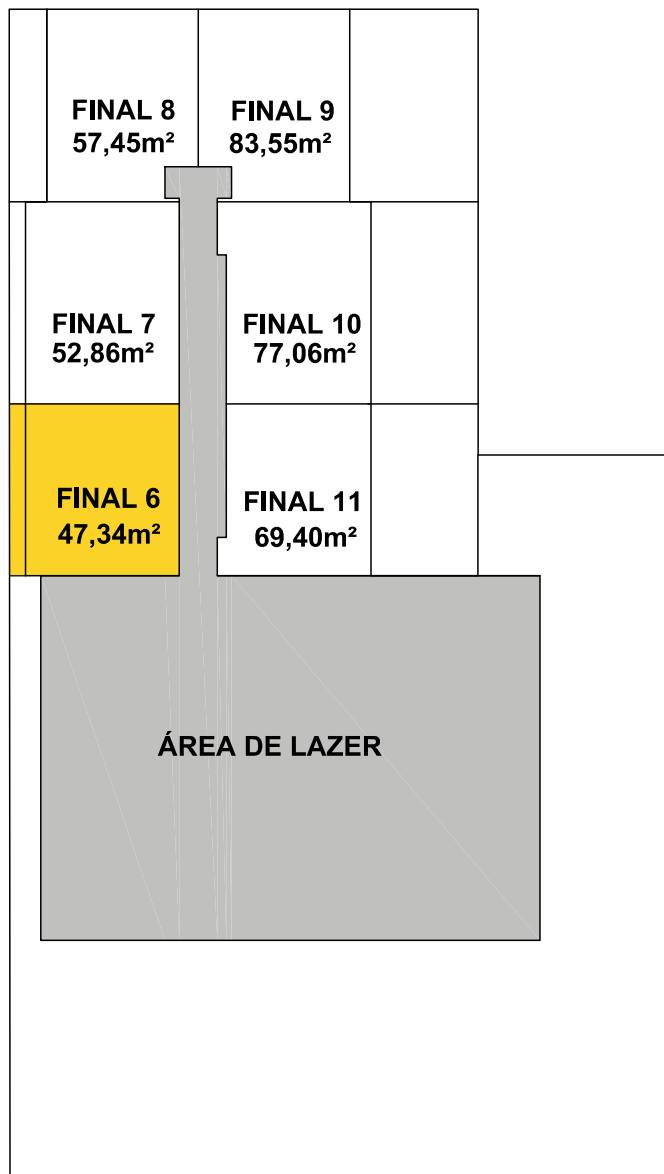 FINAL 8
57,45m²
FINAL 9
83,55m²
FINAL 7
52,86m²
FINAL 10
77,06m²
FINAL 6
47,34m²
FINAL 11
69,40m²
ÁREA DE LAZER